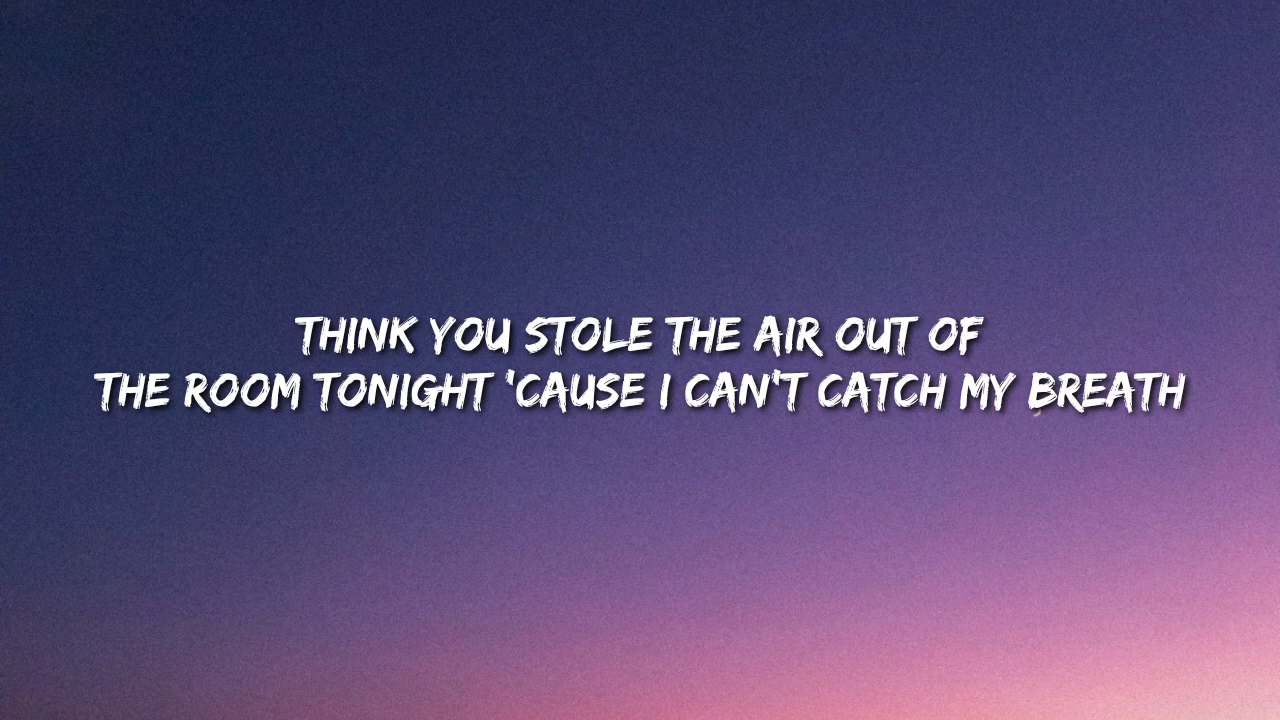 THINK YOU STOLE THE AIR OUT OF
THE ROOM TONIGHT 'CAUSE I CAN'T CATCH MY BREATH